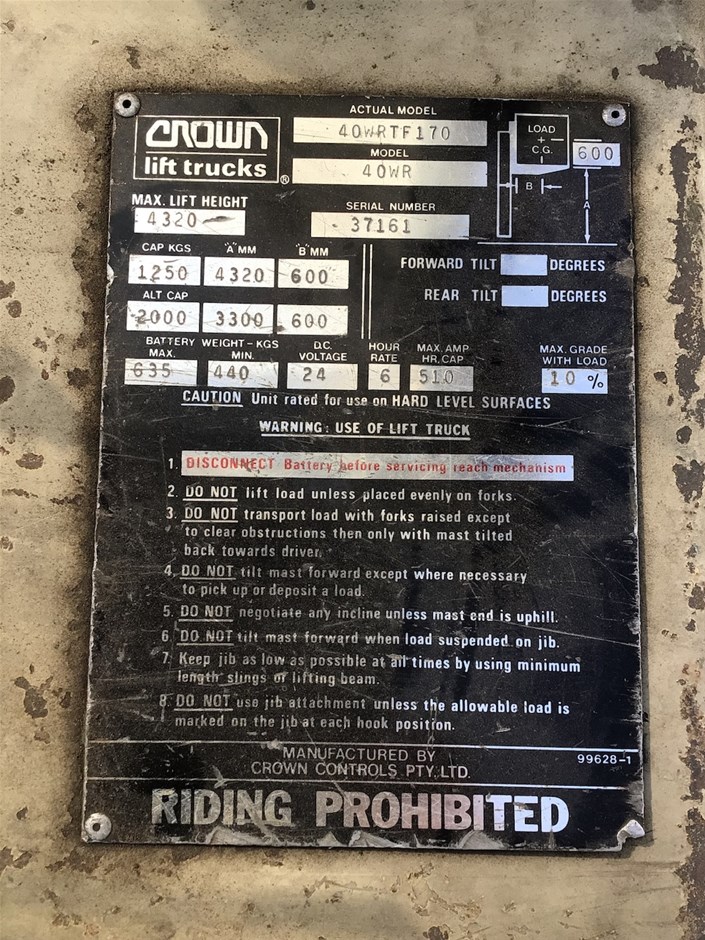 CROWN
lift trucks
®
ACTUAL MODEL
40WRTF170
MODEL
40WR
LOAD
C.G.
600
B
A
MAX. LIFT HEIGHT
4320
SERIAL NUMBER
37161
CAP KGS "A" MM "B" MM
1250 4320 600
ALT CAP
2000 3300 600
FORWARD TILT DEGREES
REAR TILT DEGREES
BATTERY WEIGHT-KGS D.C. HOUR MAX. AMP MAX. GRADE
MAX. MIN. VOLTAGE RATE HR. CAP WITH LOAD
635 440 24 6 510 10 %
CAUTION Unit rated for use on HARD LEVEL SURFACES
WARNING: USE OF LIFT TRUCK
1. DISCONNECT Battery before servicing reach mechanism
2. DO NOT lift load unless placed evenly on forks.
3. DO NOT transport load with forks raised except
to clear obstructions then only with mast tilted
back towards driver.
4. DO NOT tilt mast forward except where necessary
to pick up or deposit a load.
5. DO NOT negotiate any incline unless mast end is uphill.
6. DO NOT tilt mast forward when load suspended on jib.
7. Keep jib as low as possible at all times by using minimum
length slings or lifting beam.
8. DO NOT use jib attachment unless the allowable load is
marked on the jib at each hook position.
MANUFACTURED BY
CROWN CONTROLS PTY. LTD.
99628-1
RIDING PROHIBITED